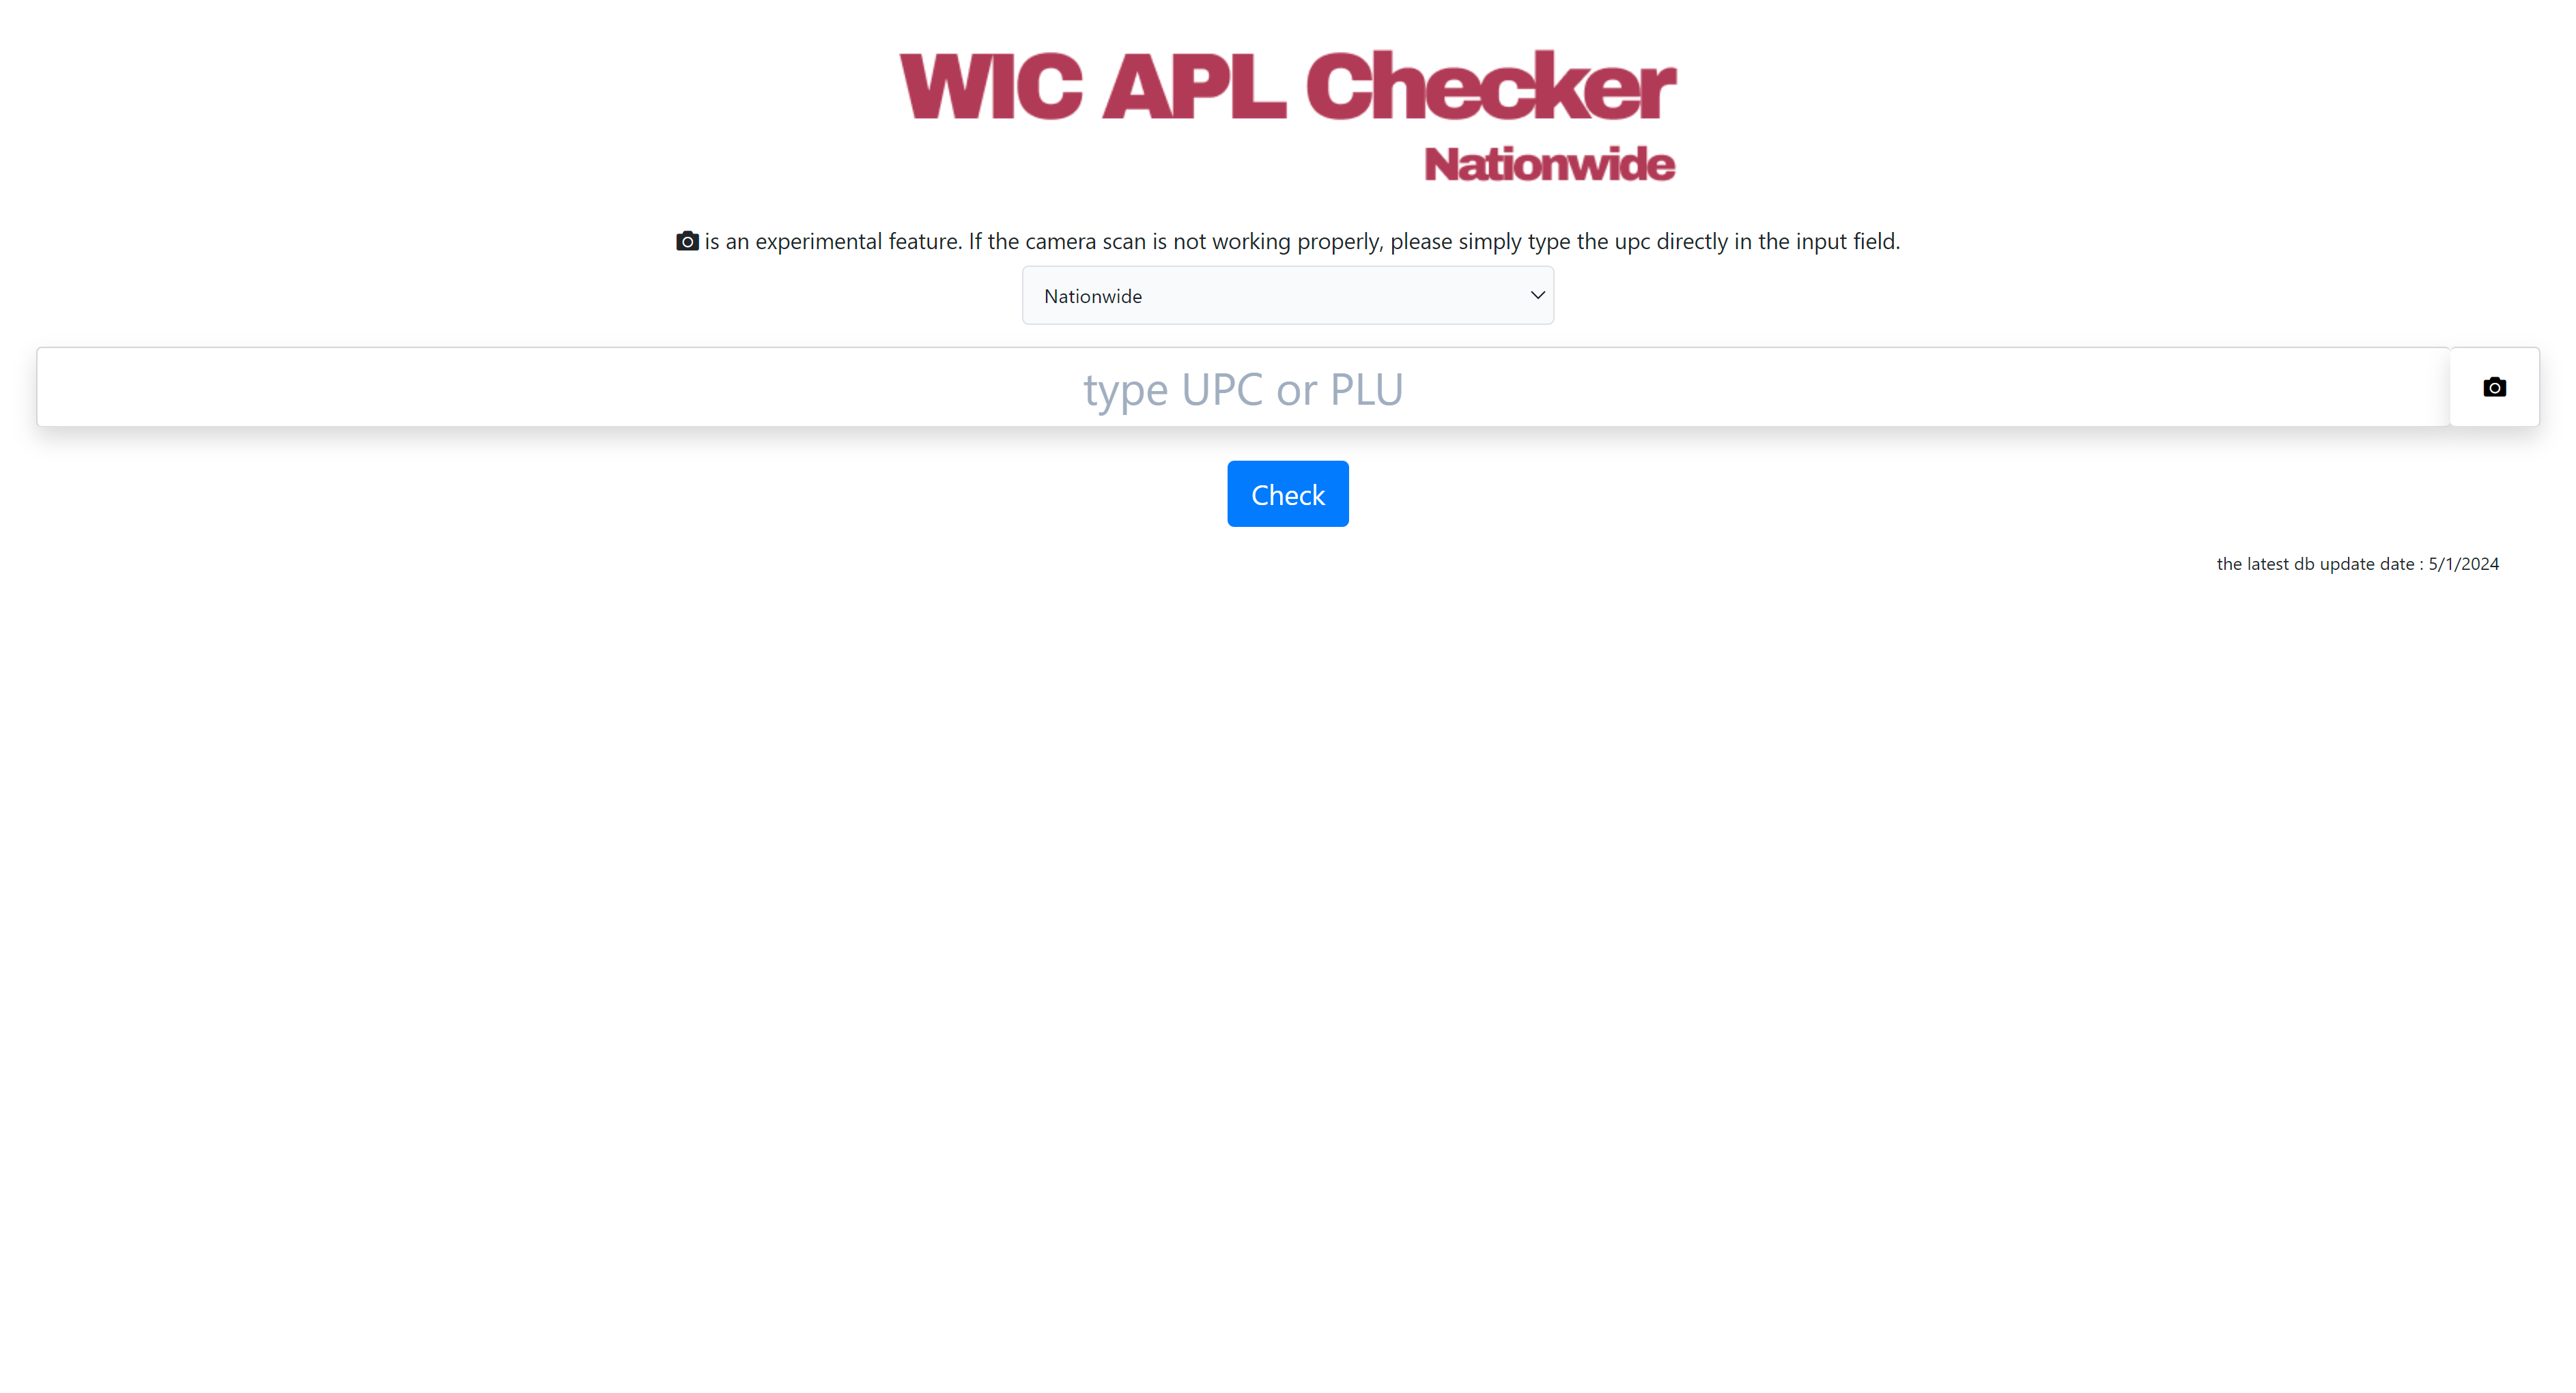 WIC APL Checker
Nationwide
is an experimental feature. If the camera scan is not working properly, please simply type the upc directly in the input field.
Nationwide
type UPC or PLU
Check
the latest db update date : 5/1/2024